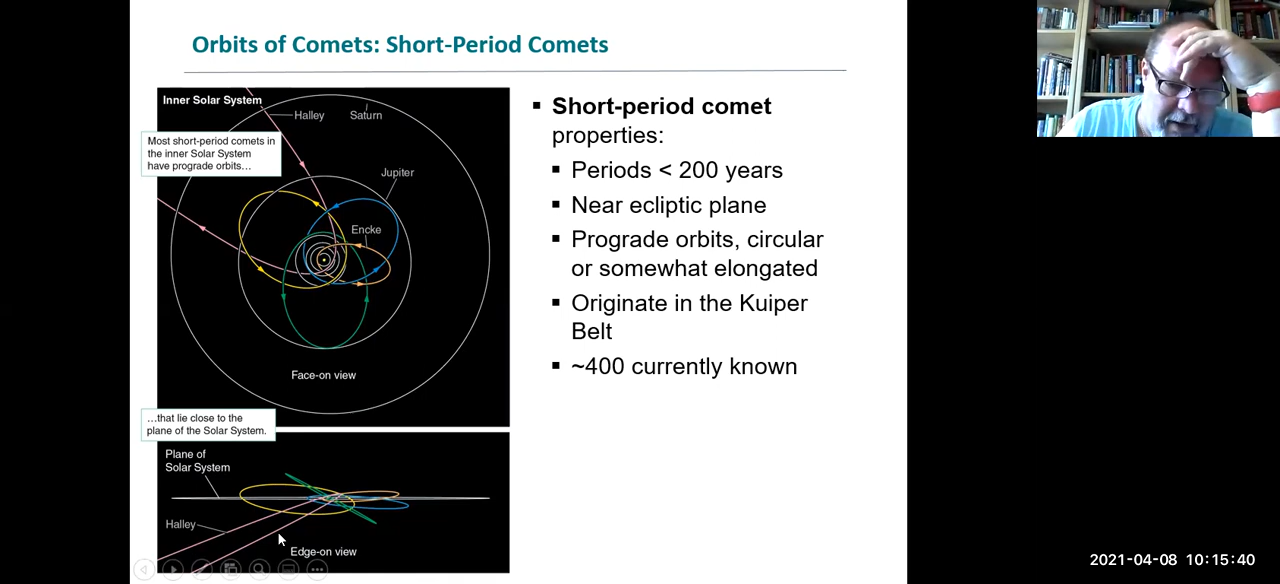 Orbits of Comets: Short-Period Comets
Inner Solar System
Halley
Saturn
Most short-period comets in
the inner Solar System
have prograde orbits...
Jupiter
Encke
Face-on view
...that lie close to the
plane of the Solar System.
Plane of
Solar System
Halley
Edge-on view
▪ Short-period comet
properties:
▪ Periods < 200 years
▪ Near ecliptic plane
▪ Prograde orbits, circular
or somewhat elongated
▪ Originate in the Kuiper
Belt
▪ ~400 currently known
2021-04-08 10:15:40